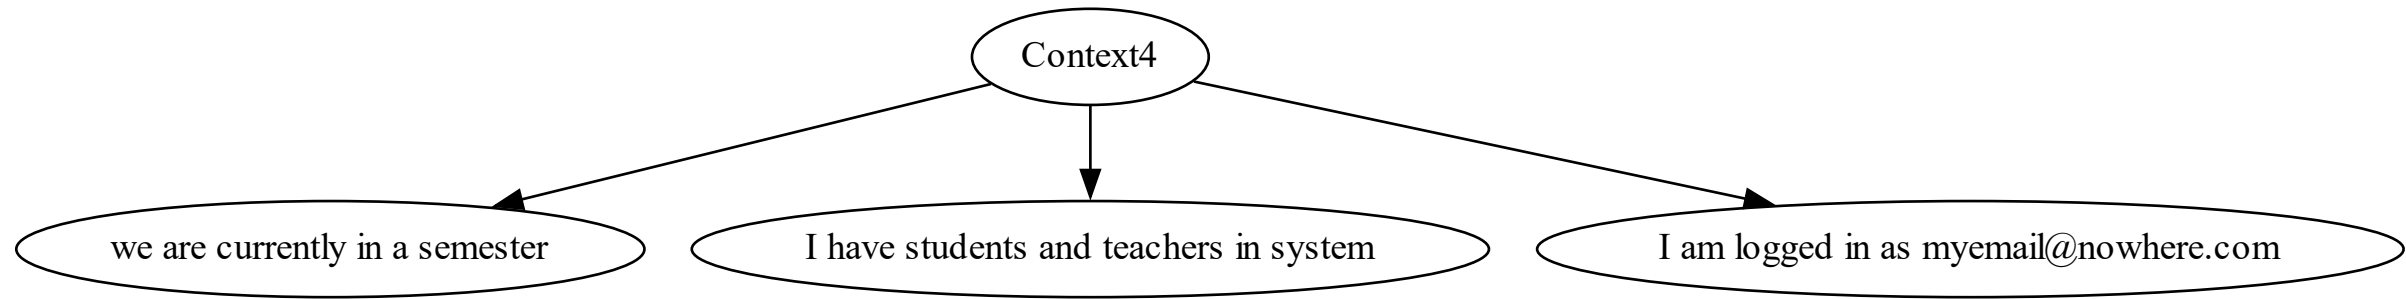 Context4
we are currently in a semester
I have students and teachers in system
I am logged in as myemail@nowhere.com